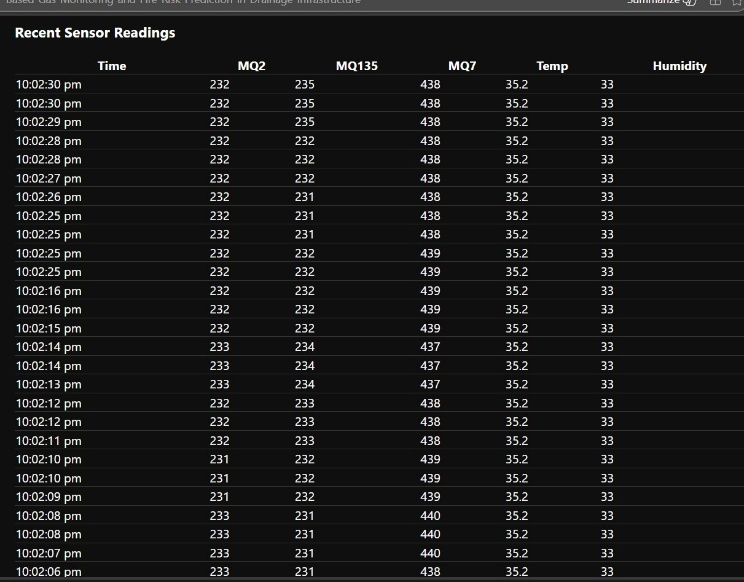 Based Gas Monitoring and Fire Risk Prediction in Drainage Infrastructure Summarize
Recent Sensor Readings
Time MQ2 MQ135 MQ7 Temp Humidity
10:02:30 pm 232 235 438 35.2 33
10:02:30 pm 232 235 438 35.2 33
10:02:29 pm 232 235 438 35.2 33
10:02:28 pm 232 232 438 35.2 33
10:02:28 pm 232 232 438 35.2 33
10:02:27 pm 232 232 438 35.2 33
10:02:26 pm 232 231 438 35.2 33
10:02:25 pm 232 231 438 35.2 33
10:02:25 pm 232 231 438 35.2 33
10:02:25 pm 232 232 439 35.2 33
10:02:25 pm 232 232 439 35.2 33
10:02:16 pm 232 232 439 35.2 33
10:02:16 pm 232 232 439 35.2 33
10:02:15 pm 232 232 439 35.2 33
10:02:14 pm 233 234 437 35.2 33
10:02:14 pm 233 234 437 35.2 33
10:02:13 pm 233 234 437 35.2 33
10:02:12 pm 232 233 438 35.2 33
10:02:12 pm 232 233 438 35.2 33
10:02:11 pm 232 233 438 35.2 33
10:02:10 pm 231 232 439 35.2 33
10:02:10 pm 231 232 439 35.2 33
10:02:09 pm 231 232 439 35.2 33
10:02:08 pm 233 231 440 35.2 33
10:02:08 pm 233 231 440 35.2 33
10:02:07 pm 233 231 440 35.2 33
10:02:06 pm 233 231 438 35.2 33